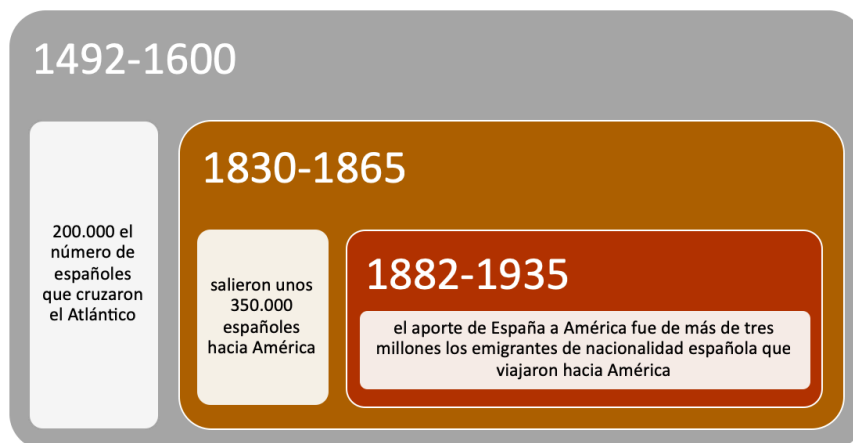 1492-1600
200.000 el
número de
españoles
que cruzaron
el Atlántico
1830-1865
salieron unos
350.000
españoles
hacia América
1882-1935
el aporte de España a América fue de más de tres
millones los emigrantes de nacionalidad española que
viajaron hacia América